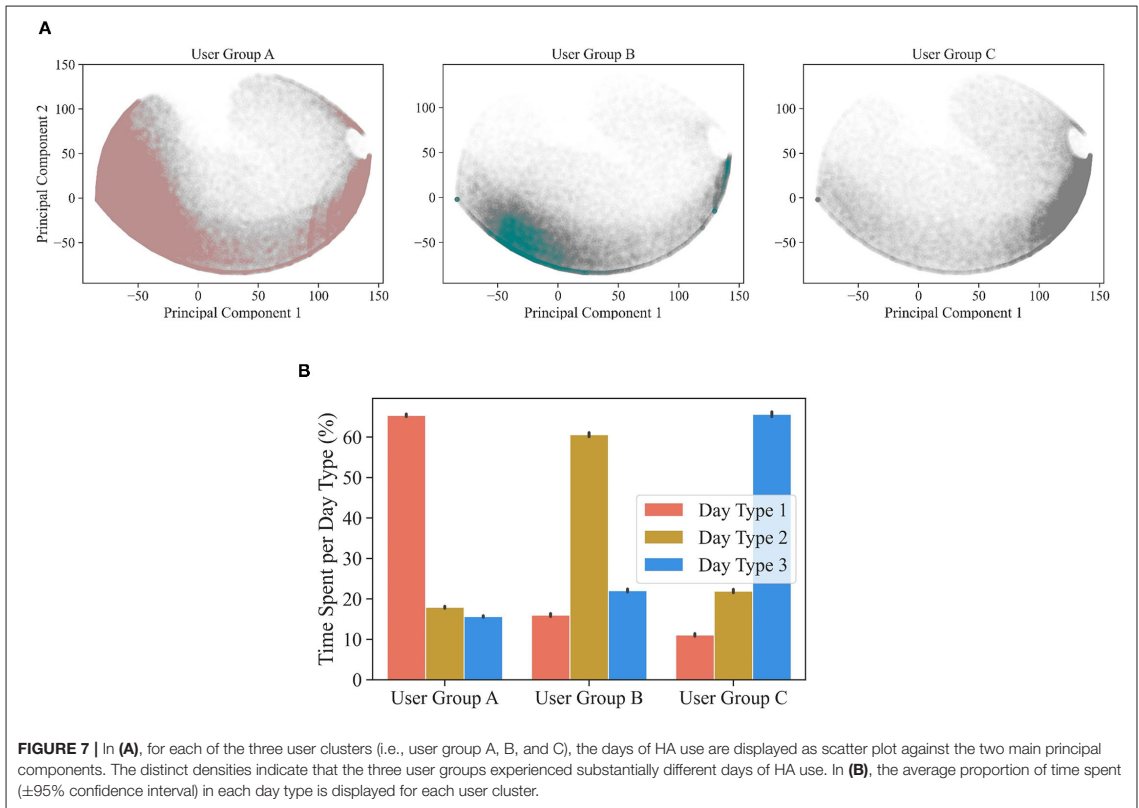 A
User Group A
User Group B
User Group C
150
100
50
0
−50
Principal Component 2
−50 0 50 100 150
Principal Component 1
100
50
0
−50
−50 0 50 100 150
Principal Component 1
100
50
0
−50
−50 0 50 100 150
Principal Component 1
B
Time Spent per Day Type (%)
60
50
40
30
20
10
0
Day Type 1
Day Type 2
Day Type 3
User Group A User Group B User Group C
FIGURE 7 | In (A), for each of the three user clusters (i.e., user group A, B, and C), the days of HA use are displayed as scatter plot against the two main principal
components. The distinct densities indicate that the three user groups experienced substantially different days of HA use. In (B), the average proportion of time spent
(±95% confidence interval) in each day type is displayed for each user cluster.